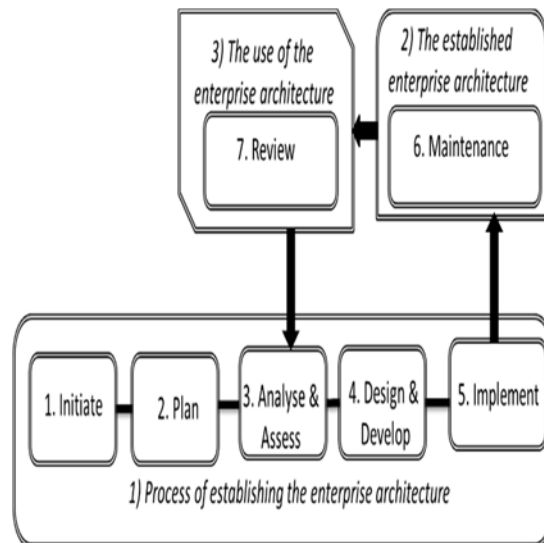 3) The use of the
enterprise architecture
7. Review
2) The established
enterprise architecture
6. Maintenance
1. Initiate
2. Plan
3. Analyse &
Assess
4. Design &
Develop
5. Implement
1) Process of establishing the enterprise architecture